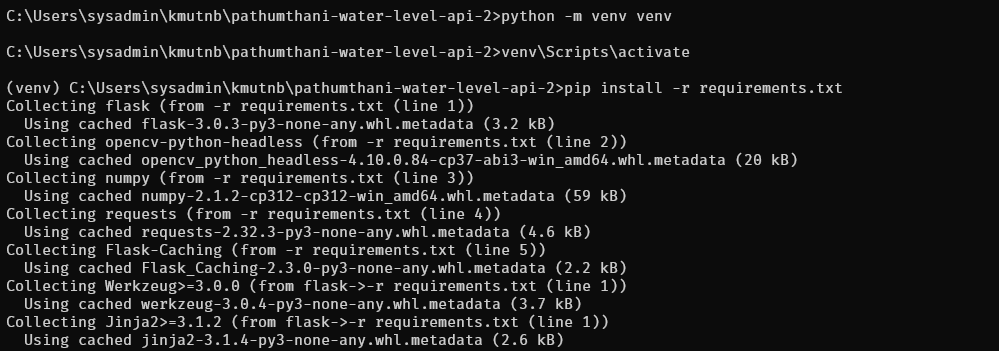 C:\Users\sysadmin\kmutnb\pathumthani-water-level-api-2>python -m venv venv
C:\Users\sysadmin\kmutnb\pathumthani-water-level-api-2>venv\Scripts\activate
(venv) C:\Users\sysadmin\kmutnb\pathumthani-water-level-api-2>pip install -r requirements.txt
Collecting flask (from -r requirements.txt (line 1))
  Using cached flask-3.0.3-py3-none-any.whl.metadata (3.2 kB)
Collecting opencv-python-headless (from -r requirements.txt (line 2))
  Using cached opencv_python_headless-4.10.0.84-cp37-abi3-win_amd64.whl.metadata (20 kB)
Collecting numpy (from -r requirements.txt (line 3))
  Using cached numpy-2.1.2-cp312-cp312-win_amd64.whl.metadata (59 kB)
Collecting requests (from -r requirements.txt (line 4))
  Using cached requests-2.32.3-py3-none-any.whl.metadata (4.6 kB)
Collecting Flask-Caching (from -r requirements.txt (line 5))
  Using cached Flask_Caching-2.3.0-py3-none-any.whl.metadata (2.2 kB)
Collecting Werkzeug>=3.0.0 (from flask->-r requirements.txt (line 1))
  Using cached werkzeug-3.0.4-py3-none-any.whl.metadata (3.7 kB)
Collecting Jinja2>=3.1.2 (from flask->-r requirements.txt (line 1))
  Using cached jinja2-3.1.4-py3-none-any.whl.metadata (2.6 kB)